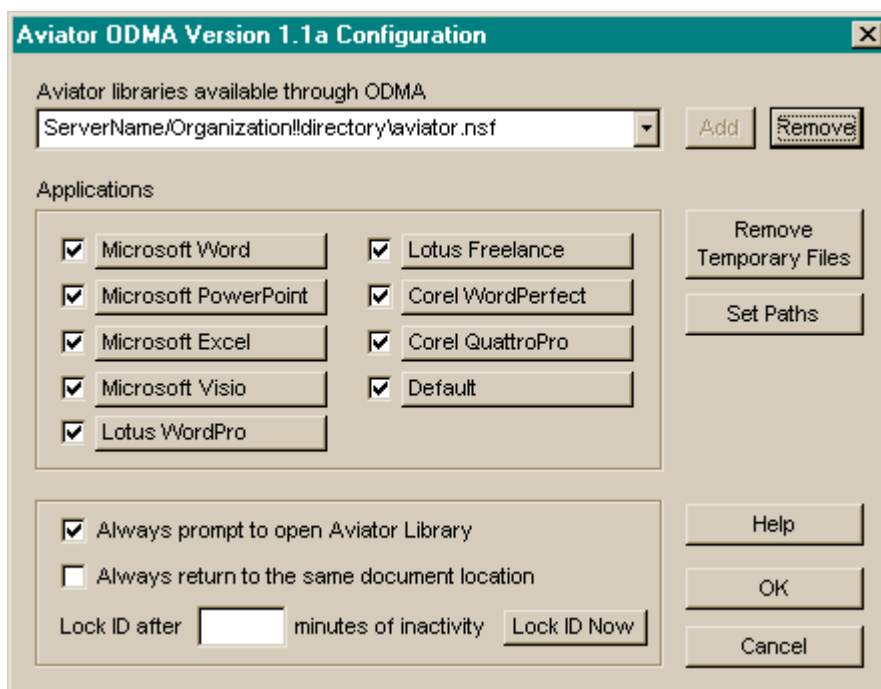 Aviator ODMA Version 1.1a Configuration
Aviator libraries available through ODMA
ServerName/Organization!!directory\aviator.nsf
Add
Remove
Applications
Microsoft Word
Lotus Freelance
Remove
Temporary Files
Microsoft PowerPoint
Corel WordPerfect
Set Paths
Microsoft Excel
Corel QuattroPro
Microsoft Visio
Default
Lotus WordPro
Always prompt to open Aviator Library
Help
Always return to the same document location
OK
Lock ID after minutes of inactivity Lock ID Now
Cancel